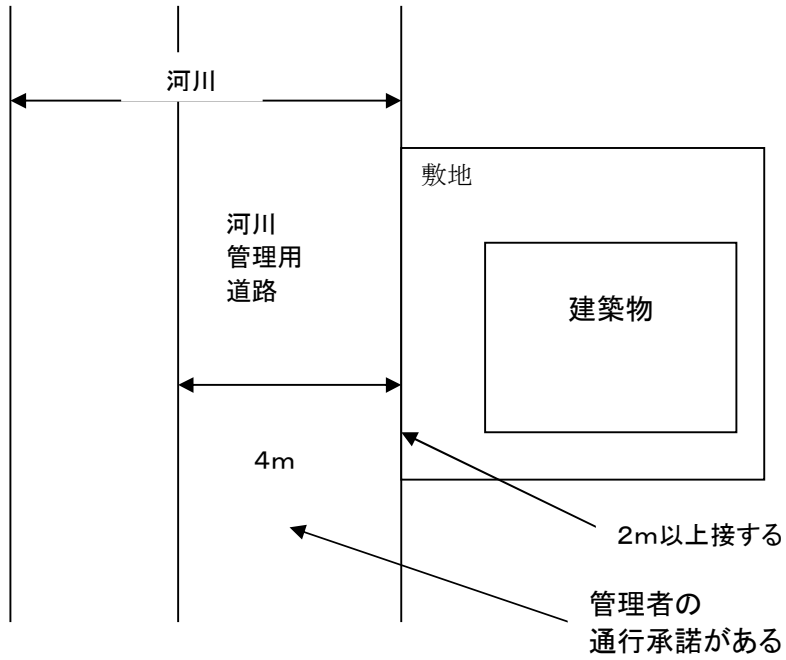 河川
敷地
河川
管理用
道路
建築物
4m
2m以上接する
管理者の
通行承諾がある